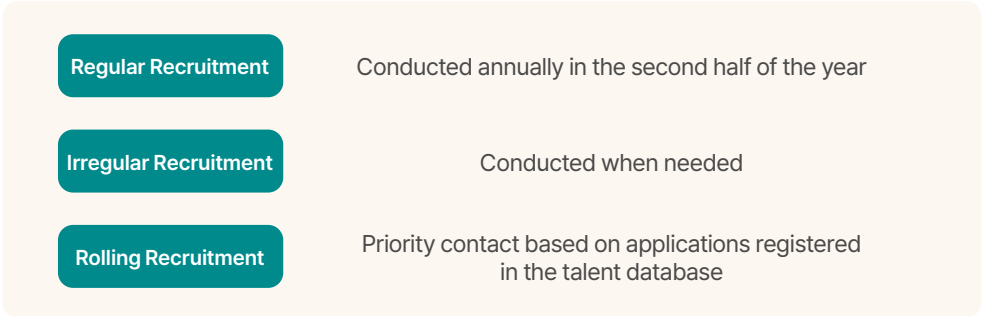 Regular Recruitment
Conducted annually in the second half of the year
Irregular Recruitment
Conducted when needed
Rolling Recruitment
Priority contact based on applications registered
in the talent database